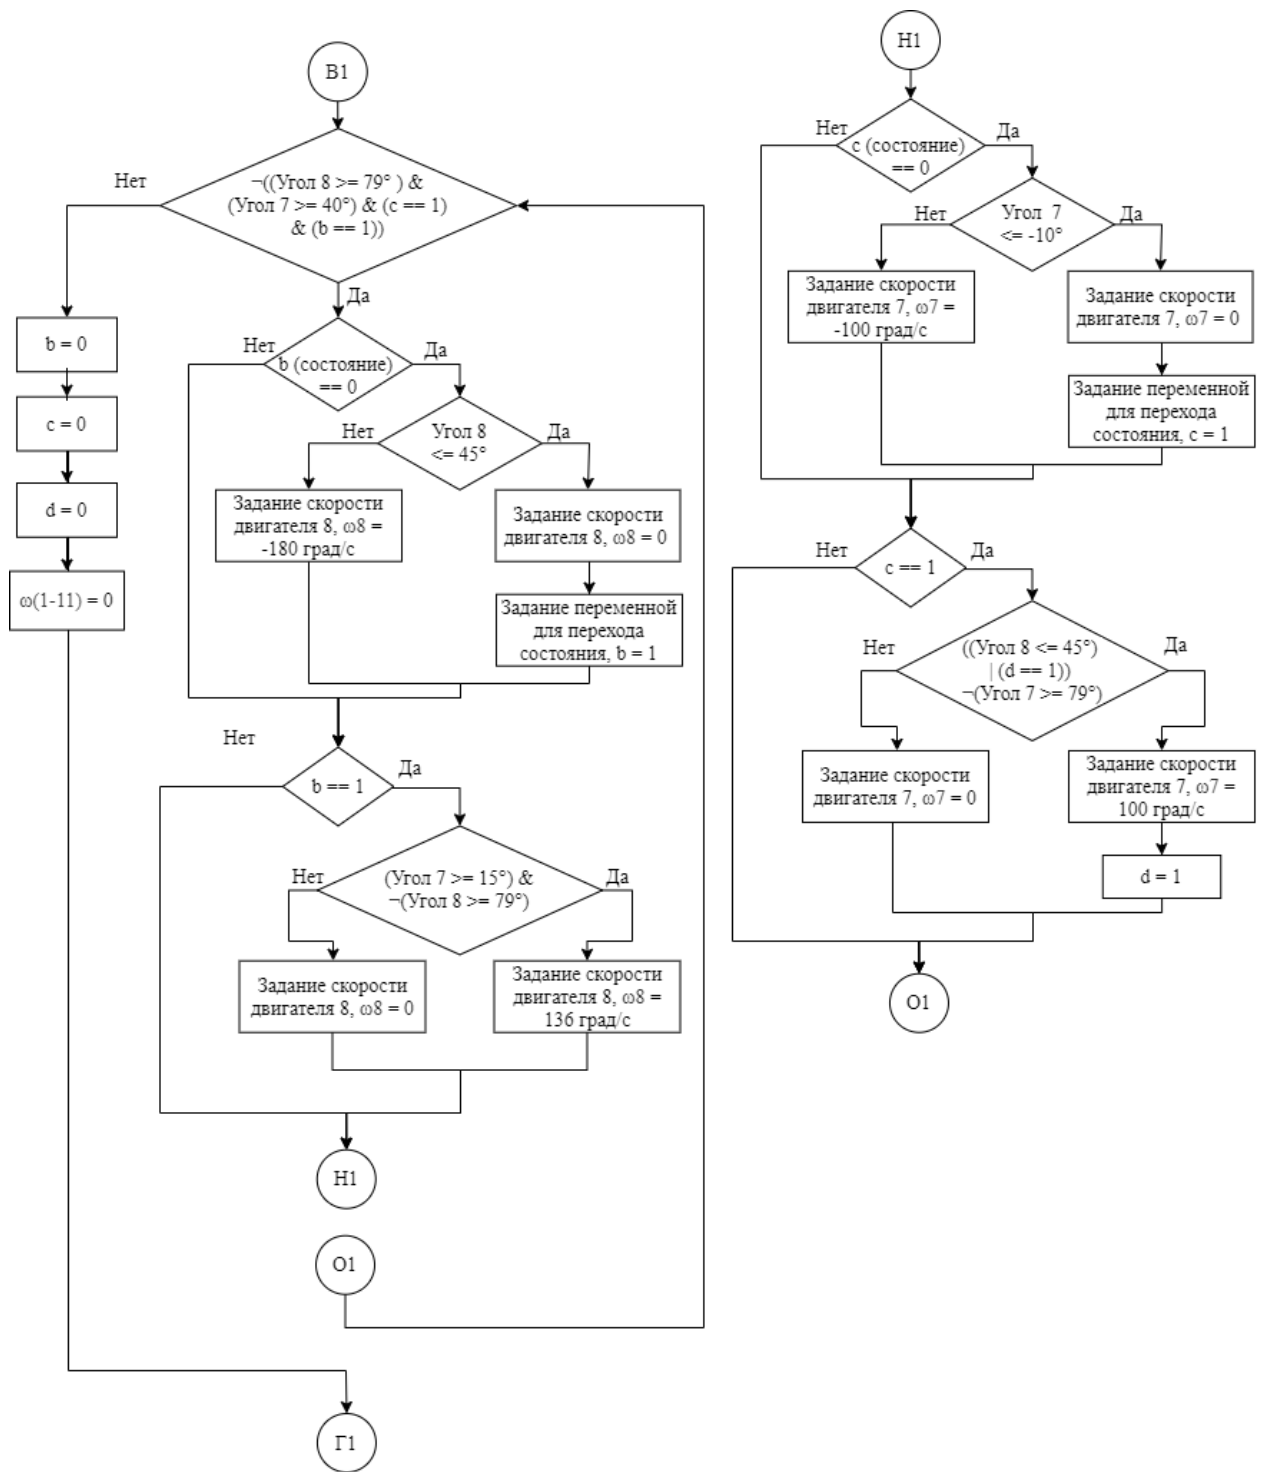 В1
Нет
¬((Угол 8 >= 79° ) &
(Угол 7 >= 40°) & (c == 1)
& (b == 1))
Да
b = 0
c = 0
d = 0
ω(1-11) = 0
Нет
b (состояние)
== 0
Да
Нет
Угол 8
<= 45°
Да
Задание скорости
двигателя 8, ω8 =
-180 град/с
Задание скорости
двигателя 8, ω8 = 0
Задание переменной
для перехода
состояния, b = 1
Нет
b == 1
Да
Нет
(Угол 7 >= 15°) &
¬(Угол 8 >= 79°)
Да
Задание скорости
двигателя 8, ω8 = 0
Задание скорости
двигателя 8, ω8 =
136 град/с
Н1
О1
Г1
Н1
Нет
c (состояние)
== 0
Да
Нет
Угол 7
<= -10°
Да
Задание скорости
двигателя 7, ω7 =
-100 град/с
Задание скорости
двигателя 7, ω7 = 0
Задание переменной
для перехода
состояния, c = 1
Нет
c == 1
Да
Нет
((Угол 8 <= 45°)
| (d == 1))
¬(Угол 7 >= 79°)
Да
Задание скорости
двигателя 7, ω7 = 0
Задание скорости
двигателя 7, ω7 =
100 град/с
d = 1
О1